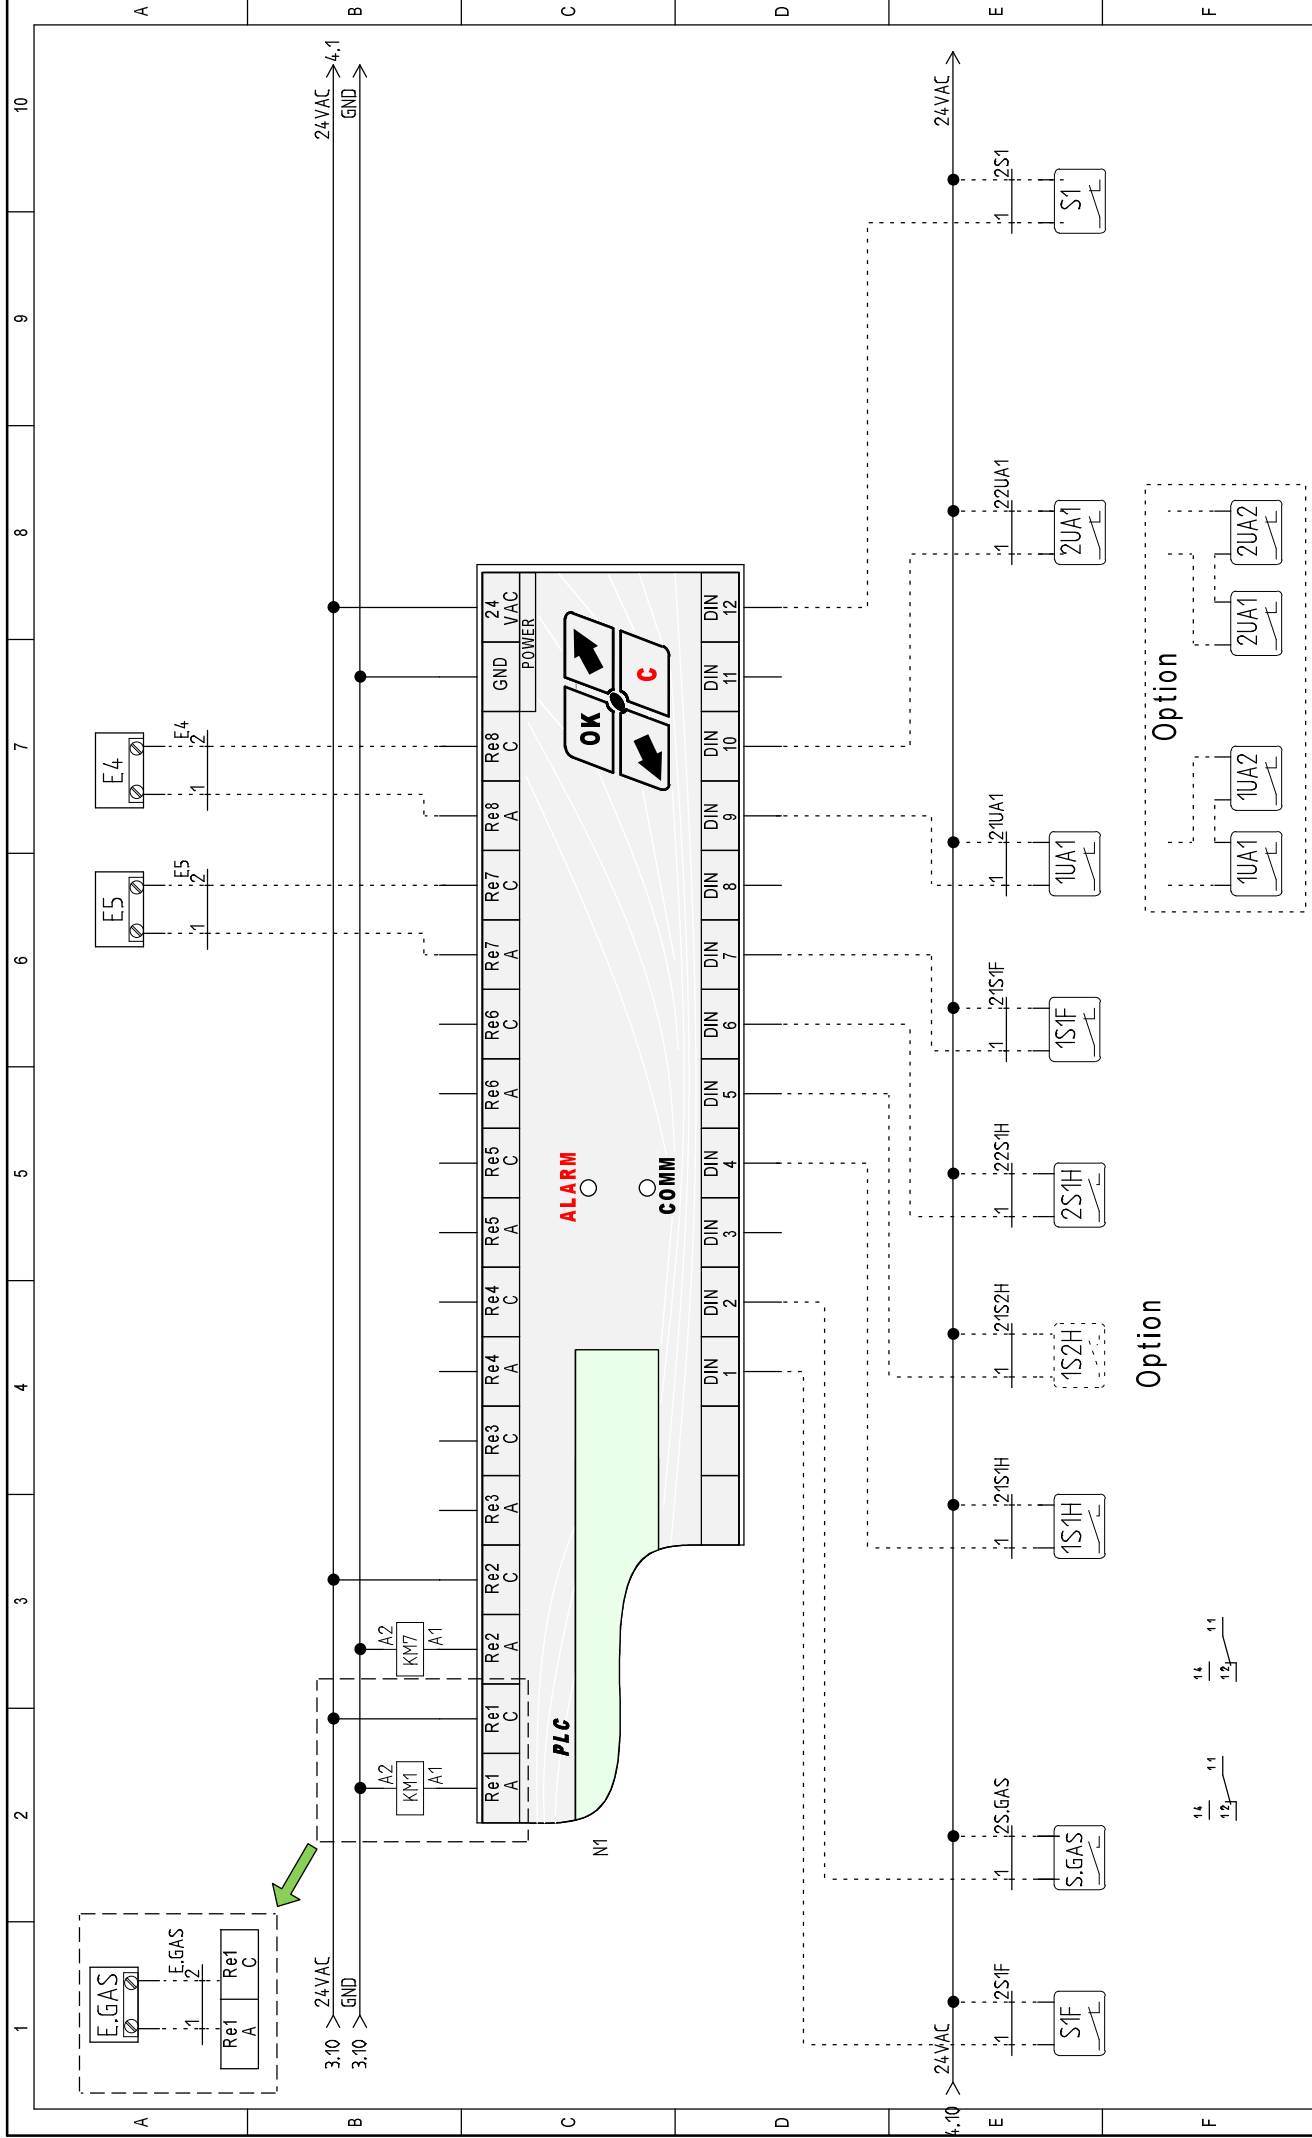 1 2 3 4 5 6 7 8 9 10
A A
E.GAS E5 E4
E.GAS E5 E4
1 2 1 2 1 2
Re1 A Re1 C
B B
3.10 24VAC 24VAC 4.1
3.10 GND GND
A2 A2
KM1 KM7
A1 A1
Re1 A Re1 C Re2 A Re2 C Re3 A Re3 C Re4 A Re4 C Re5 A Re5 C Re6 A Re6 C Re7 A Re7 C Re8 A Re8 C GND 24 VAC
POWER
C C
N1
PLC
ALARM
COMM
OK
C
DIN 1 DIN 2 DIN 3 DIN 4 DIN 5 DIN 6 DIN 7 DIN 8 DIN 9 DIN 10 DIN 11 DIN 12
D D
4.10 24VAC 24VAC
E E
1 2S1F 1 2S.GAS 1 21S1H 1 21S2H 1 22S1H 1 21S1F 1 21UA1 1 22UA1 1 2S1
S1F S.GAS 1S1H 1S2H 2S1H 1S1F 1UA1 2UA1 S1
Option Option
F F
14 12 11 14 12 11
1UA1 1UA2 2UA1 2UA2